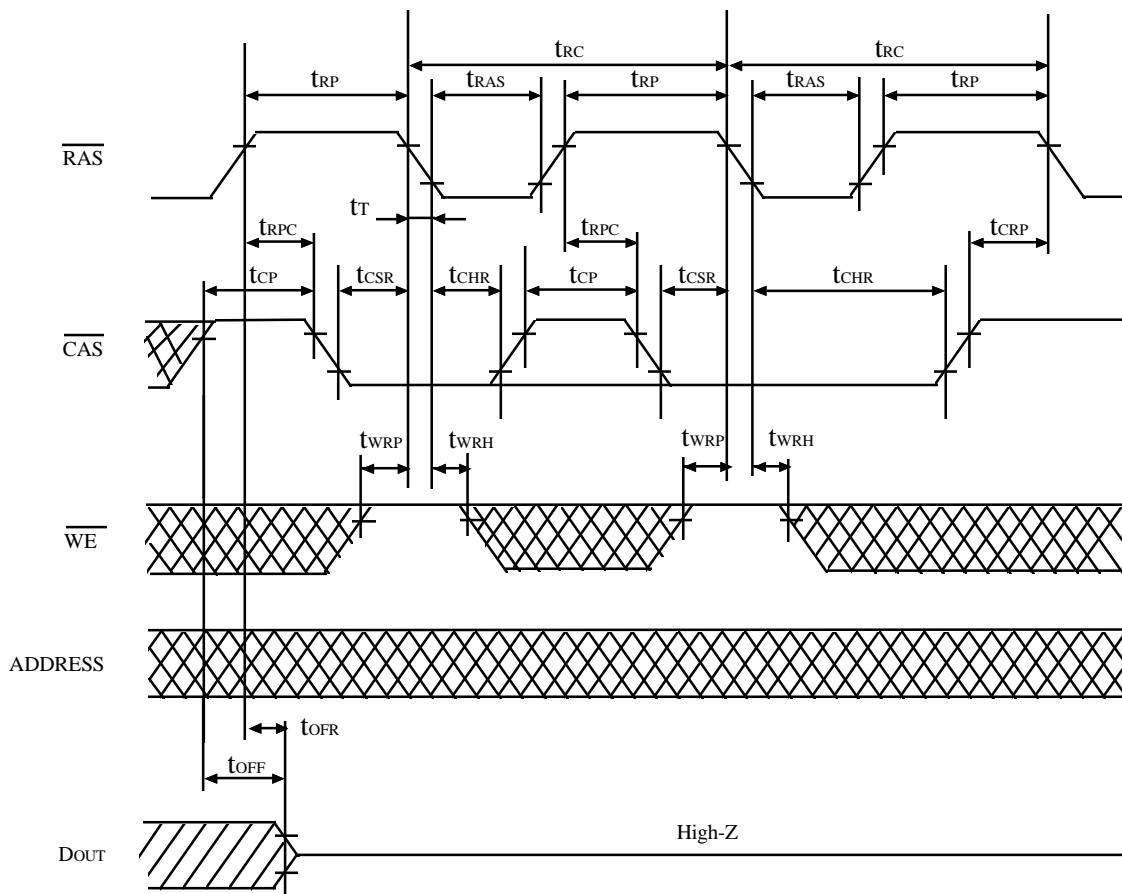 tRC tRC
tRP tRAS tRP tRAS tRP
RAS
tT
tRPC tRPC tCRP
tCP tCSR tCHR tCP tCSR tCHR
CAS
tWRP tWRH tWRP tWRH
WE
ADDRESS
tOFR
tOFF
High-Z
DOUT